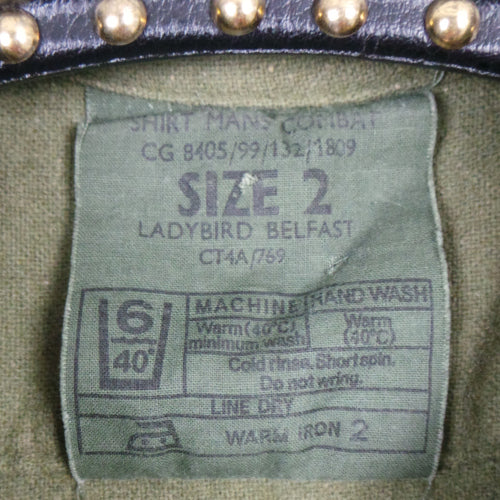 SHIRT MANS COMBAT
CG 8405/99/132/1809
SIZE 2
LADYBIRD BELFAST
CT4A/769
6
40°
MACHINE
Warm (40°C)
minimum wash
HAND WASH
Warm
(40°C)
Cold rinse. Short spin.
Do not wring.
LINE DRY
WARM IRON 2